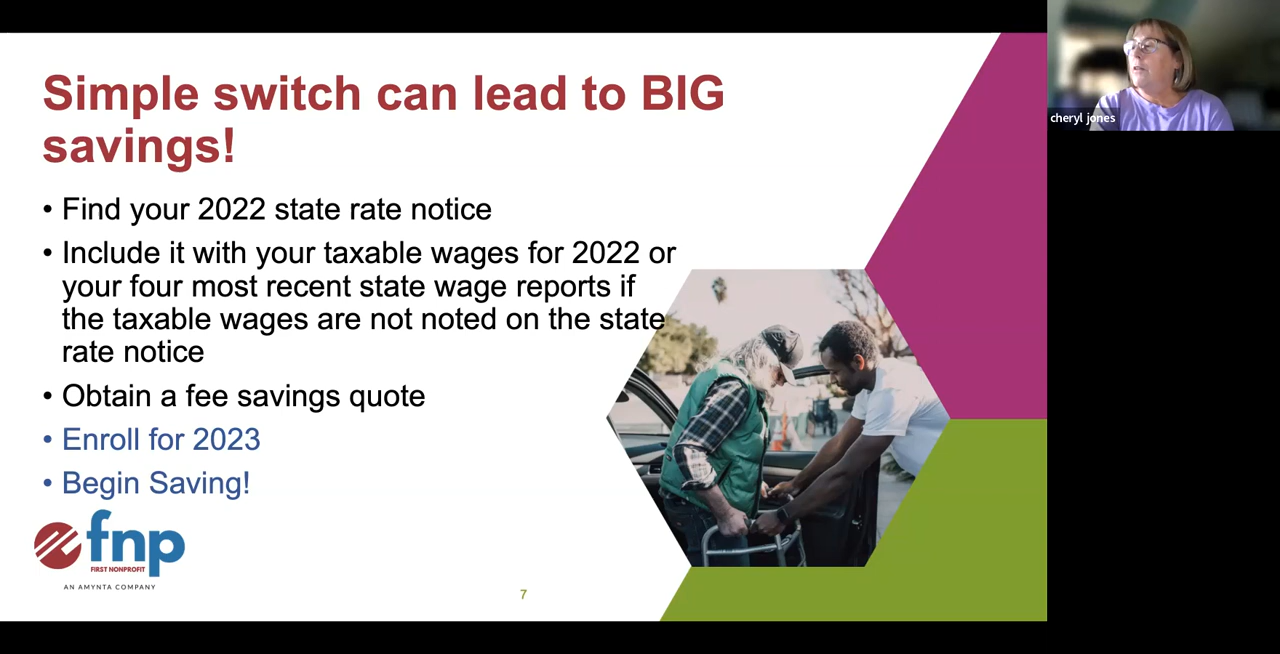 Simple switch can lead to BIG
savings!
• Find your 2022 state rate notice
• Include it with your taxable wages for 2022 or
your four most recent state wage reports if
the taxable wages are not noted on the state
rate notice
• Obtain a fee savings quote
• Enroll for 2023
• Begin Saving!
fnp
FIRST NONPROFIT
AN AMYNTA COMPANY
7
cheryl jones